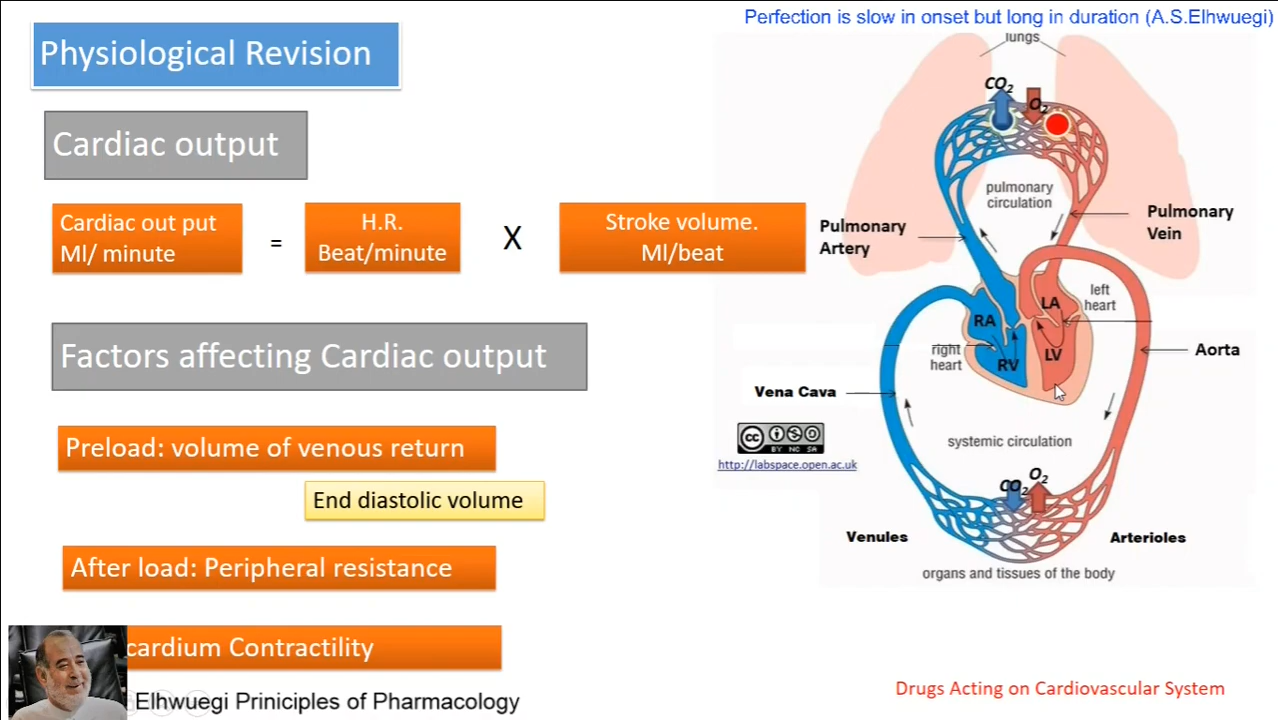 Perfection is slow in onset but long in duration (A.S.Elhwuegi)
Physiological Revision
Cardiac output
Cardiac out put
Ml/ minute
=
H.R.
Beat/minute
X
Stroke volume.
Ml/beat
Factors affecting Cardiac output
Preload: volume of venous return
End diastolic volume
After load: Peripheral resistance
cardium Contractility
Elhwuegi Priniciples of Pharmacology
lungs
CO2
O2
pulmonary
circulation
Pulmonary
Artery
Pulmonary
Vein
LA
left
heart
RA
right
heart
RV
LV
Aorta
Vena Cava
cc
BY NC SA
http://labspace.open.ac.uk
systemic circulation
CO2
O2
Venules
Arterioles
organs and tissues of the body
Drugs Acting on Cardiovascular System